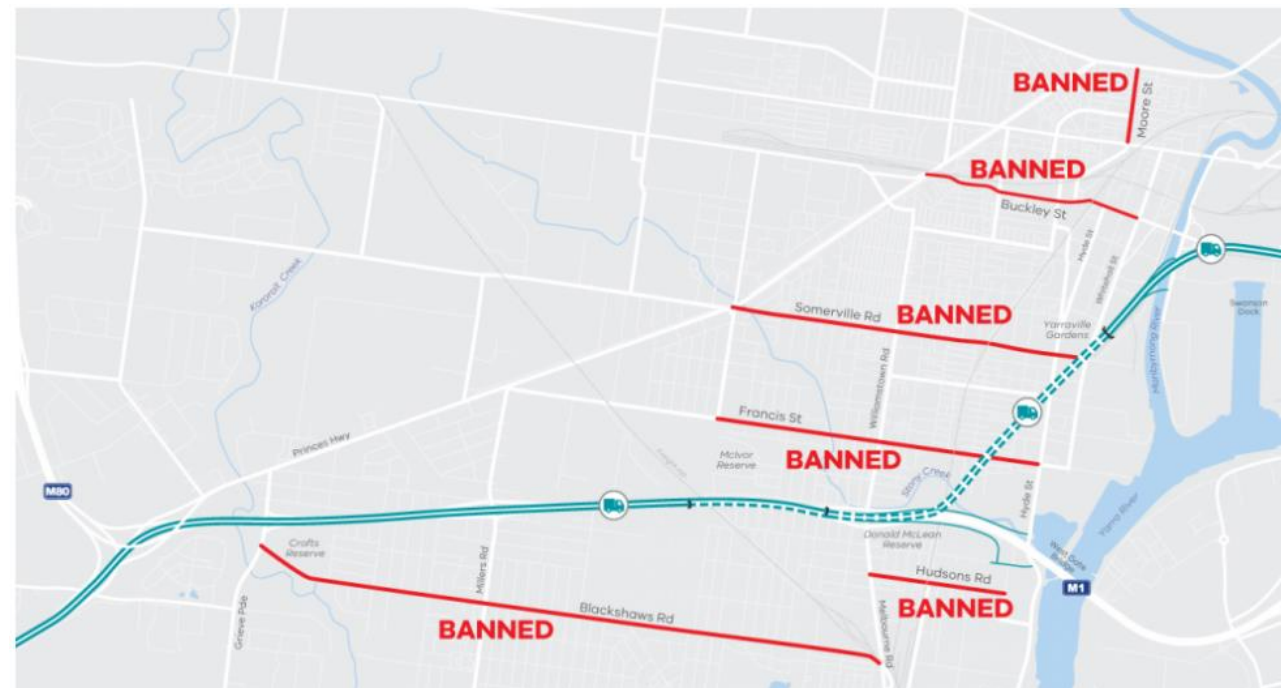 BANNED
Moore St
BANNED
Buckley St
Hyde St
Whitehall St
Kororoit Creek
Somerville Rd
BANNED
Yarraville
Gardens
Swanson
Dock
Maribyrnong River
Williamstown Rd
Francis St
BANNED
Princes Hwy
McIvor
Reserve
Stony Creek
M80
Hyde St
Yarra River
Crofts
Reserve
Millers Rd
Donald McLean
Reserve
West Gate
Bridge
M1
Hudsons Rd
BANNED
Grieve Pde
Blackshaws Rd
BANNED
Melbourne Rd